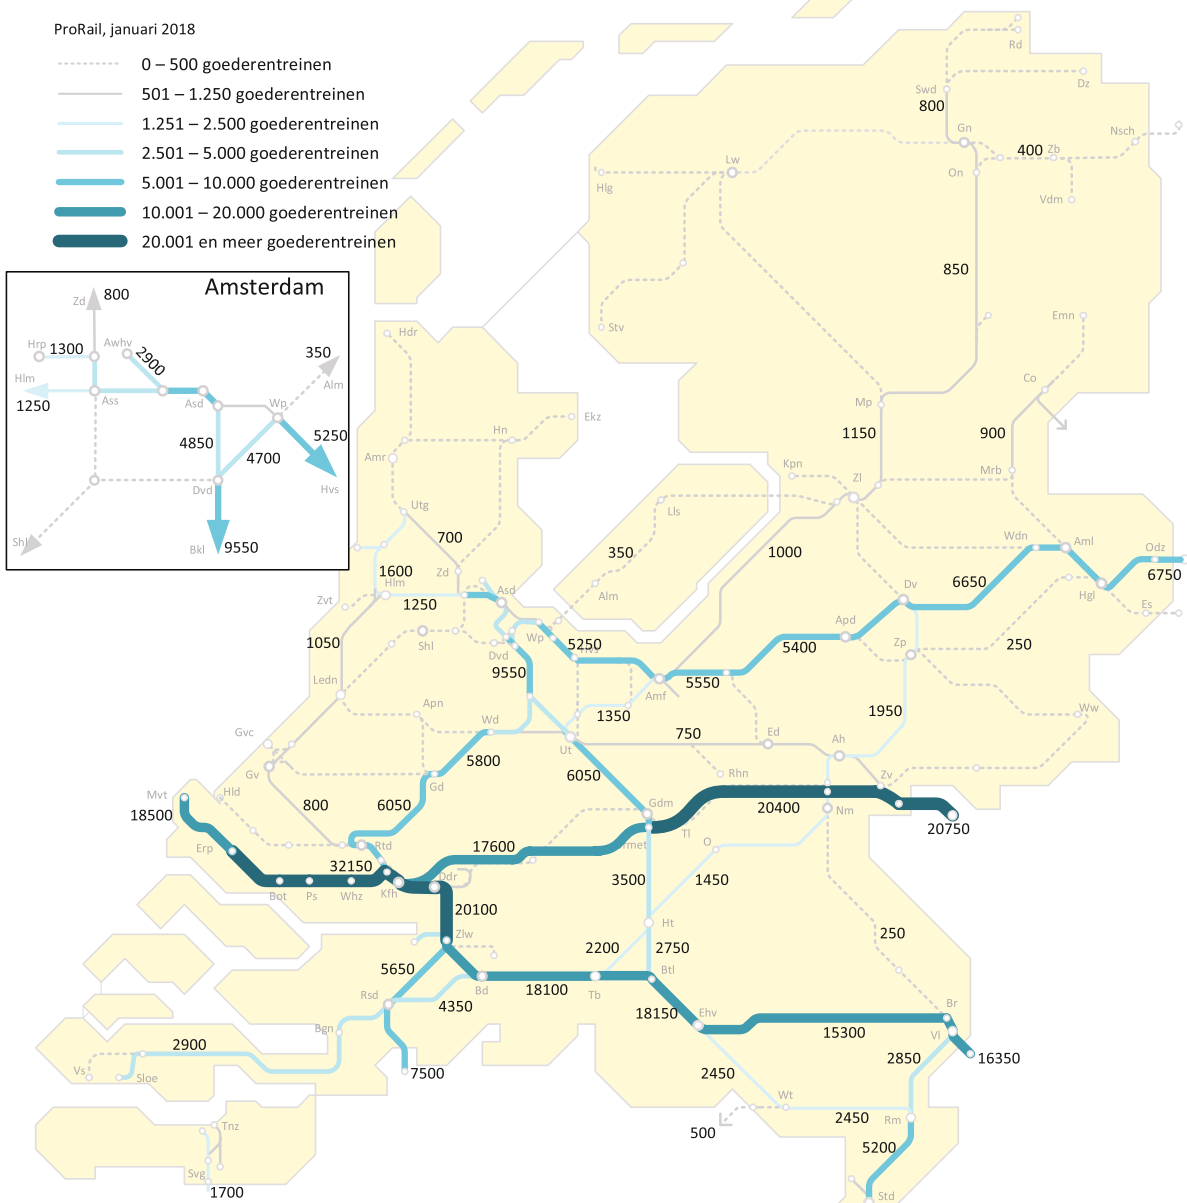 ProRail, januari 2018
0 – 500 goederentreinen
501 – 1.250 goederentreinen
1.251 – 2.500 goederentreinen
2.501 – 5.000 goederentreinen
5.001 – 10.000 goederentreinen
10.001 – 20.000 goederentreinen
20.001 en meer goederentreinen
Amsterdam
Zd
800
Hrp
1300
Awhv
2900
350
Alm
Hlm
1250
Ass
Asd
Wp
4850
4700
5250
Hvs
Dvd
Shl
Bkl
9550
Rd
Swd
800
Dz
Gn
Nsch
400
Zb
On
Vdm
Lw
Hlg
850
Stv
Emn
Hdr
Co
Mp
1150
900
Ekz
Hn
Amr
Kpn
Zl
Mrb
Utg
Lls
700
350
1000
Wdn
Aml
Odz
6750
1600
Hlm
Zd
Zvt
1250
Asd
Alm
6650
Hgl
Es
Dv
Apd
1050
Shl
Wp
5250
Hvs
Dvd
9550
5400
Zp
250
Ledn
Amf
5550
Apn
1350
1950
Ww
Gvc
Wd
Ut
750
Ed
Ah
Gv
5800
6050
Rhn
Zv
Gd
Mvt
18500
Hld
800
6050
Gdm
20400
Nm
20750
Erp
Rtd
17600
Tl
rmet
O
32150
Bot
Ps
Whz
Kfh
Ddr
3500
1450
20100
Zlw
Ht
2200
2750
250
5650
Rsd
4350
Bd
18100
Tb
Btl
18150
Ehv
15300
Br
Vl
16350
Bgn
2900
Vs
Sloe
7500
2450
2850
Wt
2450
Rm
500
5200
Tnz
Svg
1700
Std